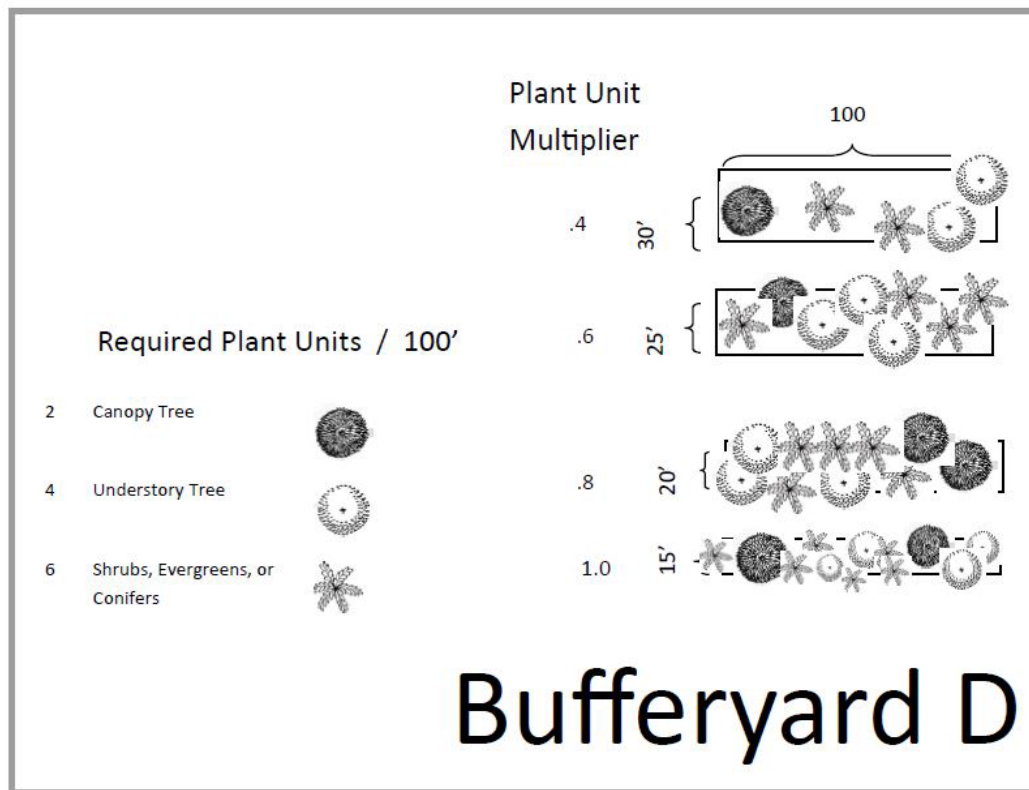 Plant Unit
Multiplier
100
.4
30’
.6
25’
Required Plant Units / 100’
2 Canopy Tree
4 Understory Tree
.8
20’
6 Shrubs, Evergreens, or
Conifers
1.0
15’
Bufferyard D